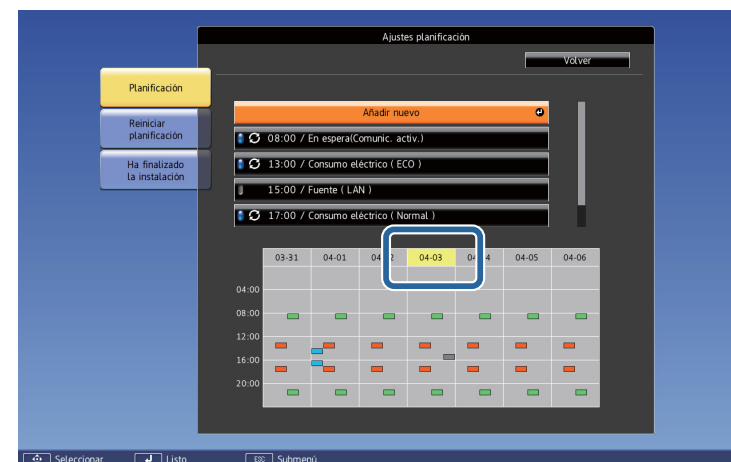 Ajustes planificación
Volver
Planificación
Reiniciar
planificación
Ha finalizado
la instalación
Añadir nuevo
08:00 / En espera(Comunic. activ.)
13:00 / Consumo eléctrico ( ECO )
15:00 / Fuente ( LAN )
17:00 / Consumo eléctrico ( Normal )
03-31 04-01 04-03 04-05 04-06
04:00
08:00
12:00
16:00
20:00
Seleccionar Listo ESC Submenú